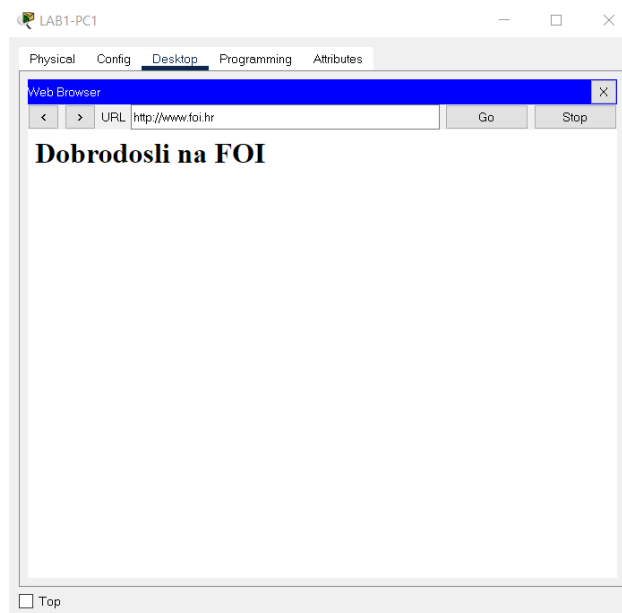 LAB1-PC1
Physical Config Desktop Programming Attributes
Web Browser X
< > URL http://www.foi.hr Go Stop
Dobrodosli na FOI
Top